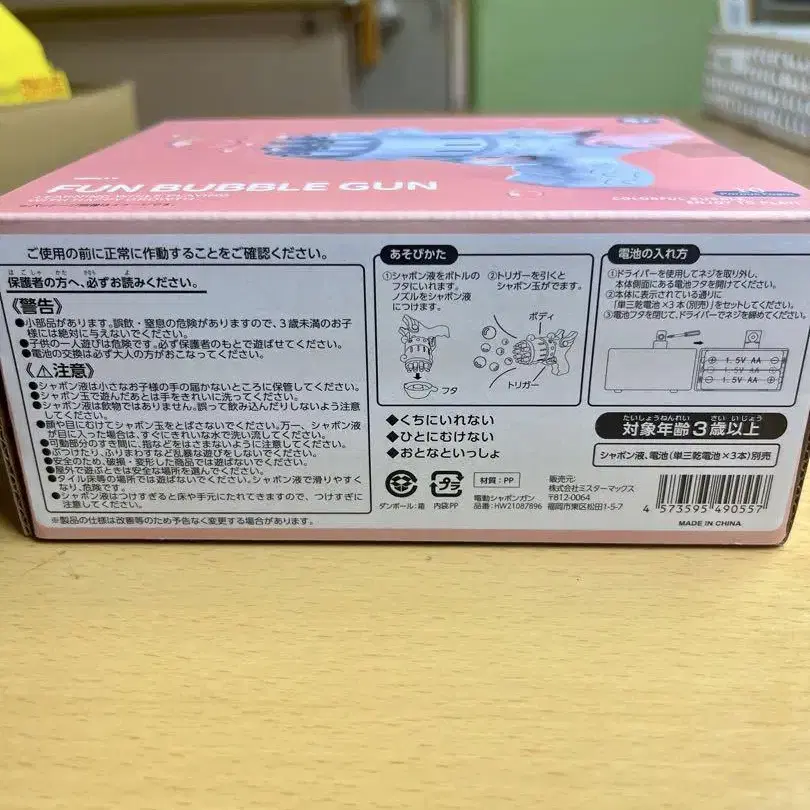 FUN BUBBLE GUN
ご使用の前に正常に作動することをご確認ください。
保護者の方へ、必ずお読みください。
《警告》
●小部品があります。誤飲・窒息の危険がありますので、3歳未満のお子
様には絶対に与えないでください。
●子供の一人遊びは危険です。必ず保護者のもとで遊ばせてください。
●電池の交換は必ず大人の方がおこなってください。
《⚠注意》
●シャボン液は小さなお子様の手の届かないところに保管してください。
●シャボン玉で遊んだあとは手をきれいに洗ってください。
●シャボン液は飲物ではありません。誤って飲み込んだりしないよう注意
してください。
●顔や目にむけてシャボン玉をとばさないでください。万一、シャボン液
が目に入った場合は、すぐにきれいな水で洗い流してください。
●可動部分のすき間に、指などをはさまないように注意してください。
●ぶつけたり、ふりまわすなど乱暴な遊びをしないでください。
●安全のため、破損・変形した商品では遊ばないでください。
●屋外で遊ぶときは安全な場所を選んでください。
●タイル床等の場所では遊ばないでください。シャボン液で滑りやすく
なり、危険です。
●シャボン液はつけすぎると床や手元にたれてきますので、つけすぎに
注意してください。
※製品の仕様は改善等のため予告なく変更する場合があります。
あそびかた
①シャボン液をボトルの
フタにいれます。
ノズルをシャボン液
につけます。
②トリガーを引くと
シャボン玉がでます。
ボディ
フタ
トリガー
電池の入れ方
①ドライバーを使用してネジを取り外し、
本体側面にある電池フタを開けてください。
②本体に表示されている通りに
「単三乾電池×3本(別売)」をセットしてください。
③電池フタを閉じて、ドライバーでネジを締めてください。
1.5V AA
1.5V AA
1.5V AA
◆くちにいれない
◆ひとにむけない
◆おとなといっしょ
たいしょうねんれい さい いじょう
対象年齢3歳以上
シャボン液、電池(単三乾電池×3本)別売
ダンボール:箱
プラ
内袋PP
材質:PP
電動シャボンガン
品番:HW21087896
販売元:
株式会社ミスターマックス
〒812-0064
福岡市東区松田1-5-7
4 573595 490557
MADE IN CHINA